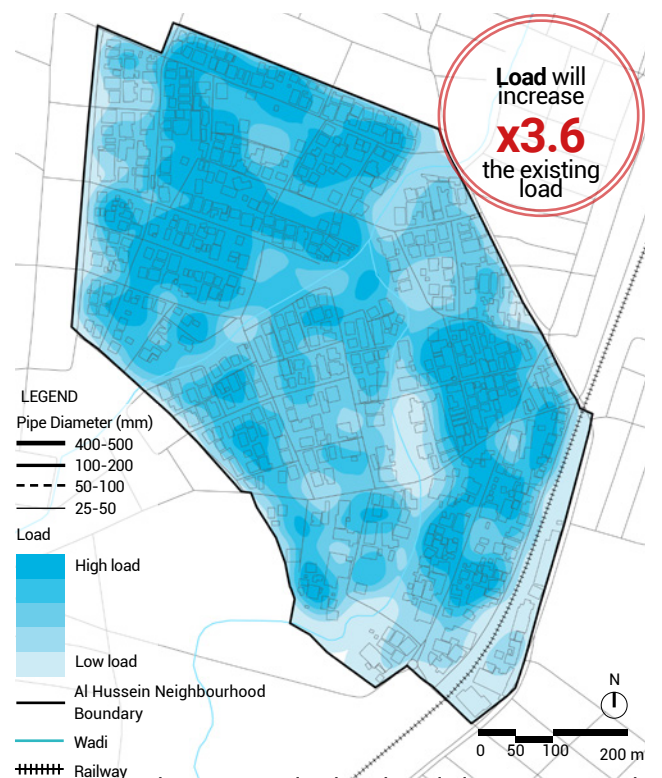 Load will
increase
x3.6
the existing
load
LEGEND
Pipe Diameter (mm)
400-500
100-200
50-100
25-50
Load
High load
Low load
Al Hussein Neighbourhood
Boundary
Wadi
Railway
N
0 50 100 200 m